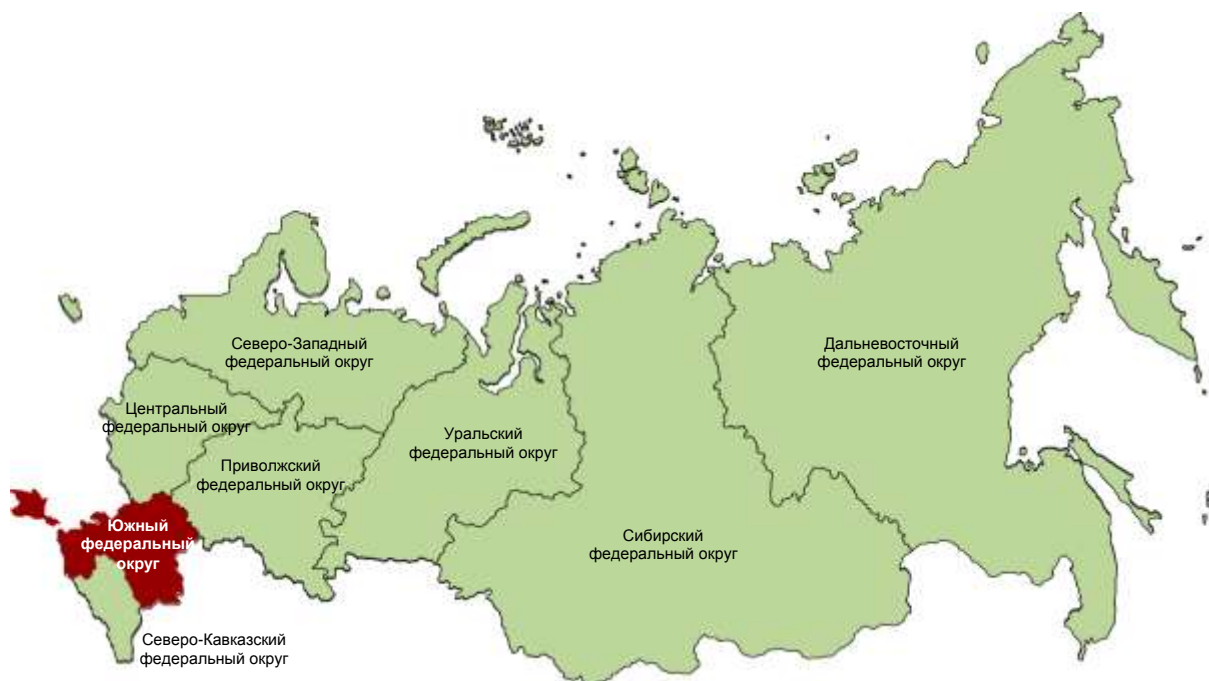 Северо-Западный
федеральный округ
Дальневосточный
федеральный округ
Центральный
федеральный округ
Уральский
федеральный округ
Приволжский
федеральный округ
Южный
федеральный
округ
Сибирский
федеральный округ
Северо-Кавказский
федеральный округ